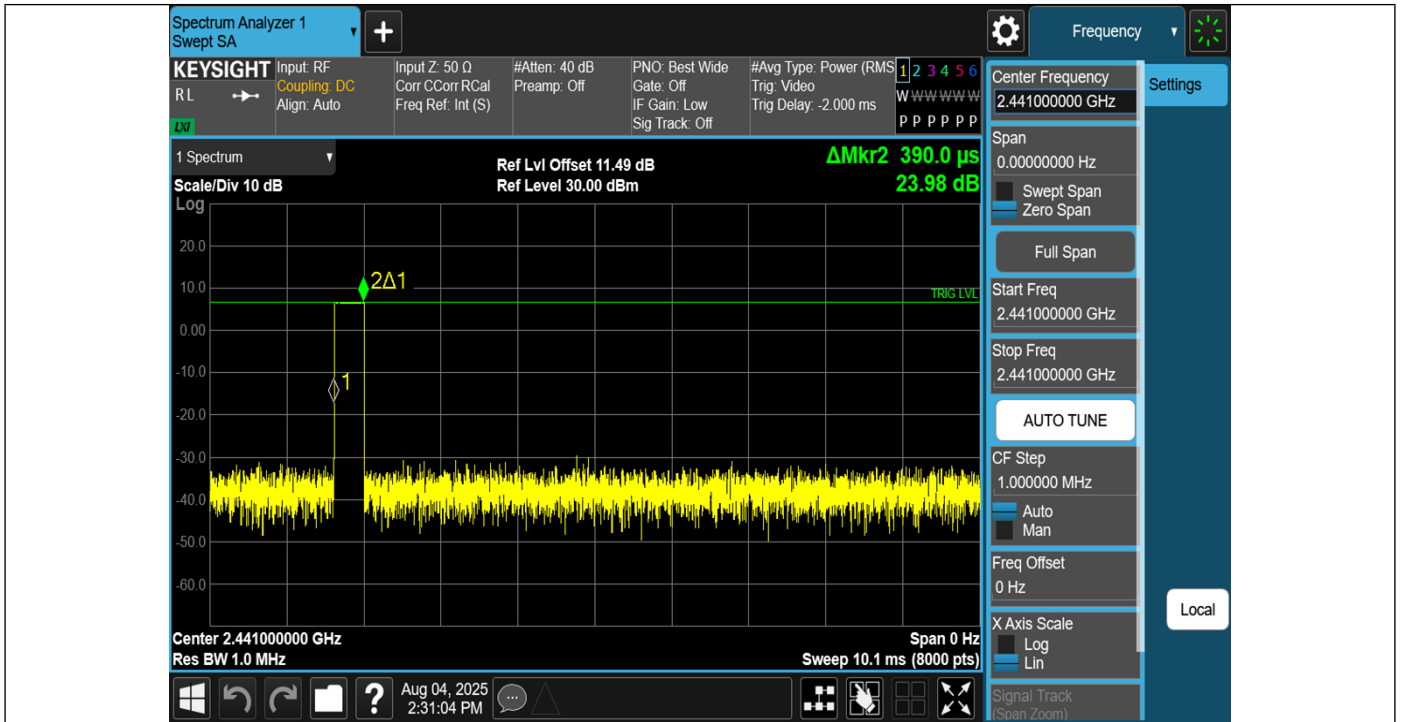 Spectrum Analyzer 1
Swept SA
+
Frequency
KEYSIGHT
RL
LXI
Input: RF
Coupling: DC
Align: Auto
Input Z: 50 Ω
Corr CCorr RCal
Freq Ref: Int (S)
#Atten: 40 dB
Preamp: Off
PNO: Best Wide
Gate: Off
IF Gain: Low
Sig Track: Off
#Avg Type: Power (RMS
Trig: Video
Trig Delay: -2.000 ms
1 2 3 4 5 6
W W W W W W
P P P P P P
1 Spectrum
Scale/Div 10 dB
Log
Ref Lvl Offset 11.49 dB
Ref Level 30.00 dBm
ΔMkr2 390.0 µs
23.98 dB
20.0
10.0
0.00
-10.0
-20.0
-30.0
-40.0
-50.0
-60.0
2Δ1
1
TRIG LVL
Center 2.441000000 GHz
Res BW 1.0 MHz
Span 0 Hz
Sweep 10.1 ms (8000 pts)
Center Frequency
2.441000000 GHz
Settings
Span
0.00000000 Hz
Swept Span
Zero Span
Full Span
Start Freq
2.441000000 GHz
Stop Freq
2.441000000 GHz
AUTO TUNE
CF Step
1.000000 MHz
Auto
Man
Freq Offset
0 Hz
X Axis Scale
Log
Lin
Signal Track
(Span Zoom)
Local
?
Aug 04, 2025
2:31:04 PM